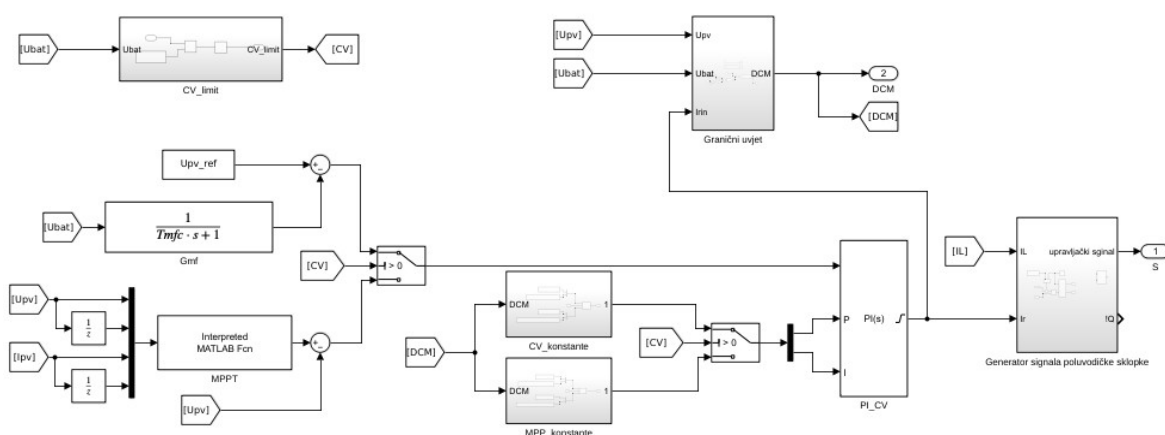 [Ubat]
Ubat
CV_limit
[CV]
CV_limit
[Upv]
[Ubat]
Upv
Ubat
IrIn
DCM
Granični uvjet
2
DCM
[DCM]
Upv_ref
+
-
[Ubat]
1
Tmfc · s + 1
Gmf
[CV]
> 0
[Upv]
1
z
[Ipv]
1
z
Interpreted
MATLAB Fcn
MPPT
+
-
[Upv]
[DCM]
DCM
1
CV_konstante
DCM
1
MPP_konstante
[CV]
> 0
P
I
PI(s)
PI_CV
[IL]
IL
Ir
upravljački sginal
!Q
Generator signala poluvodičke sklopke
1
S